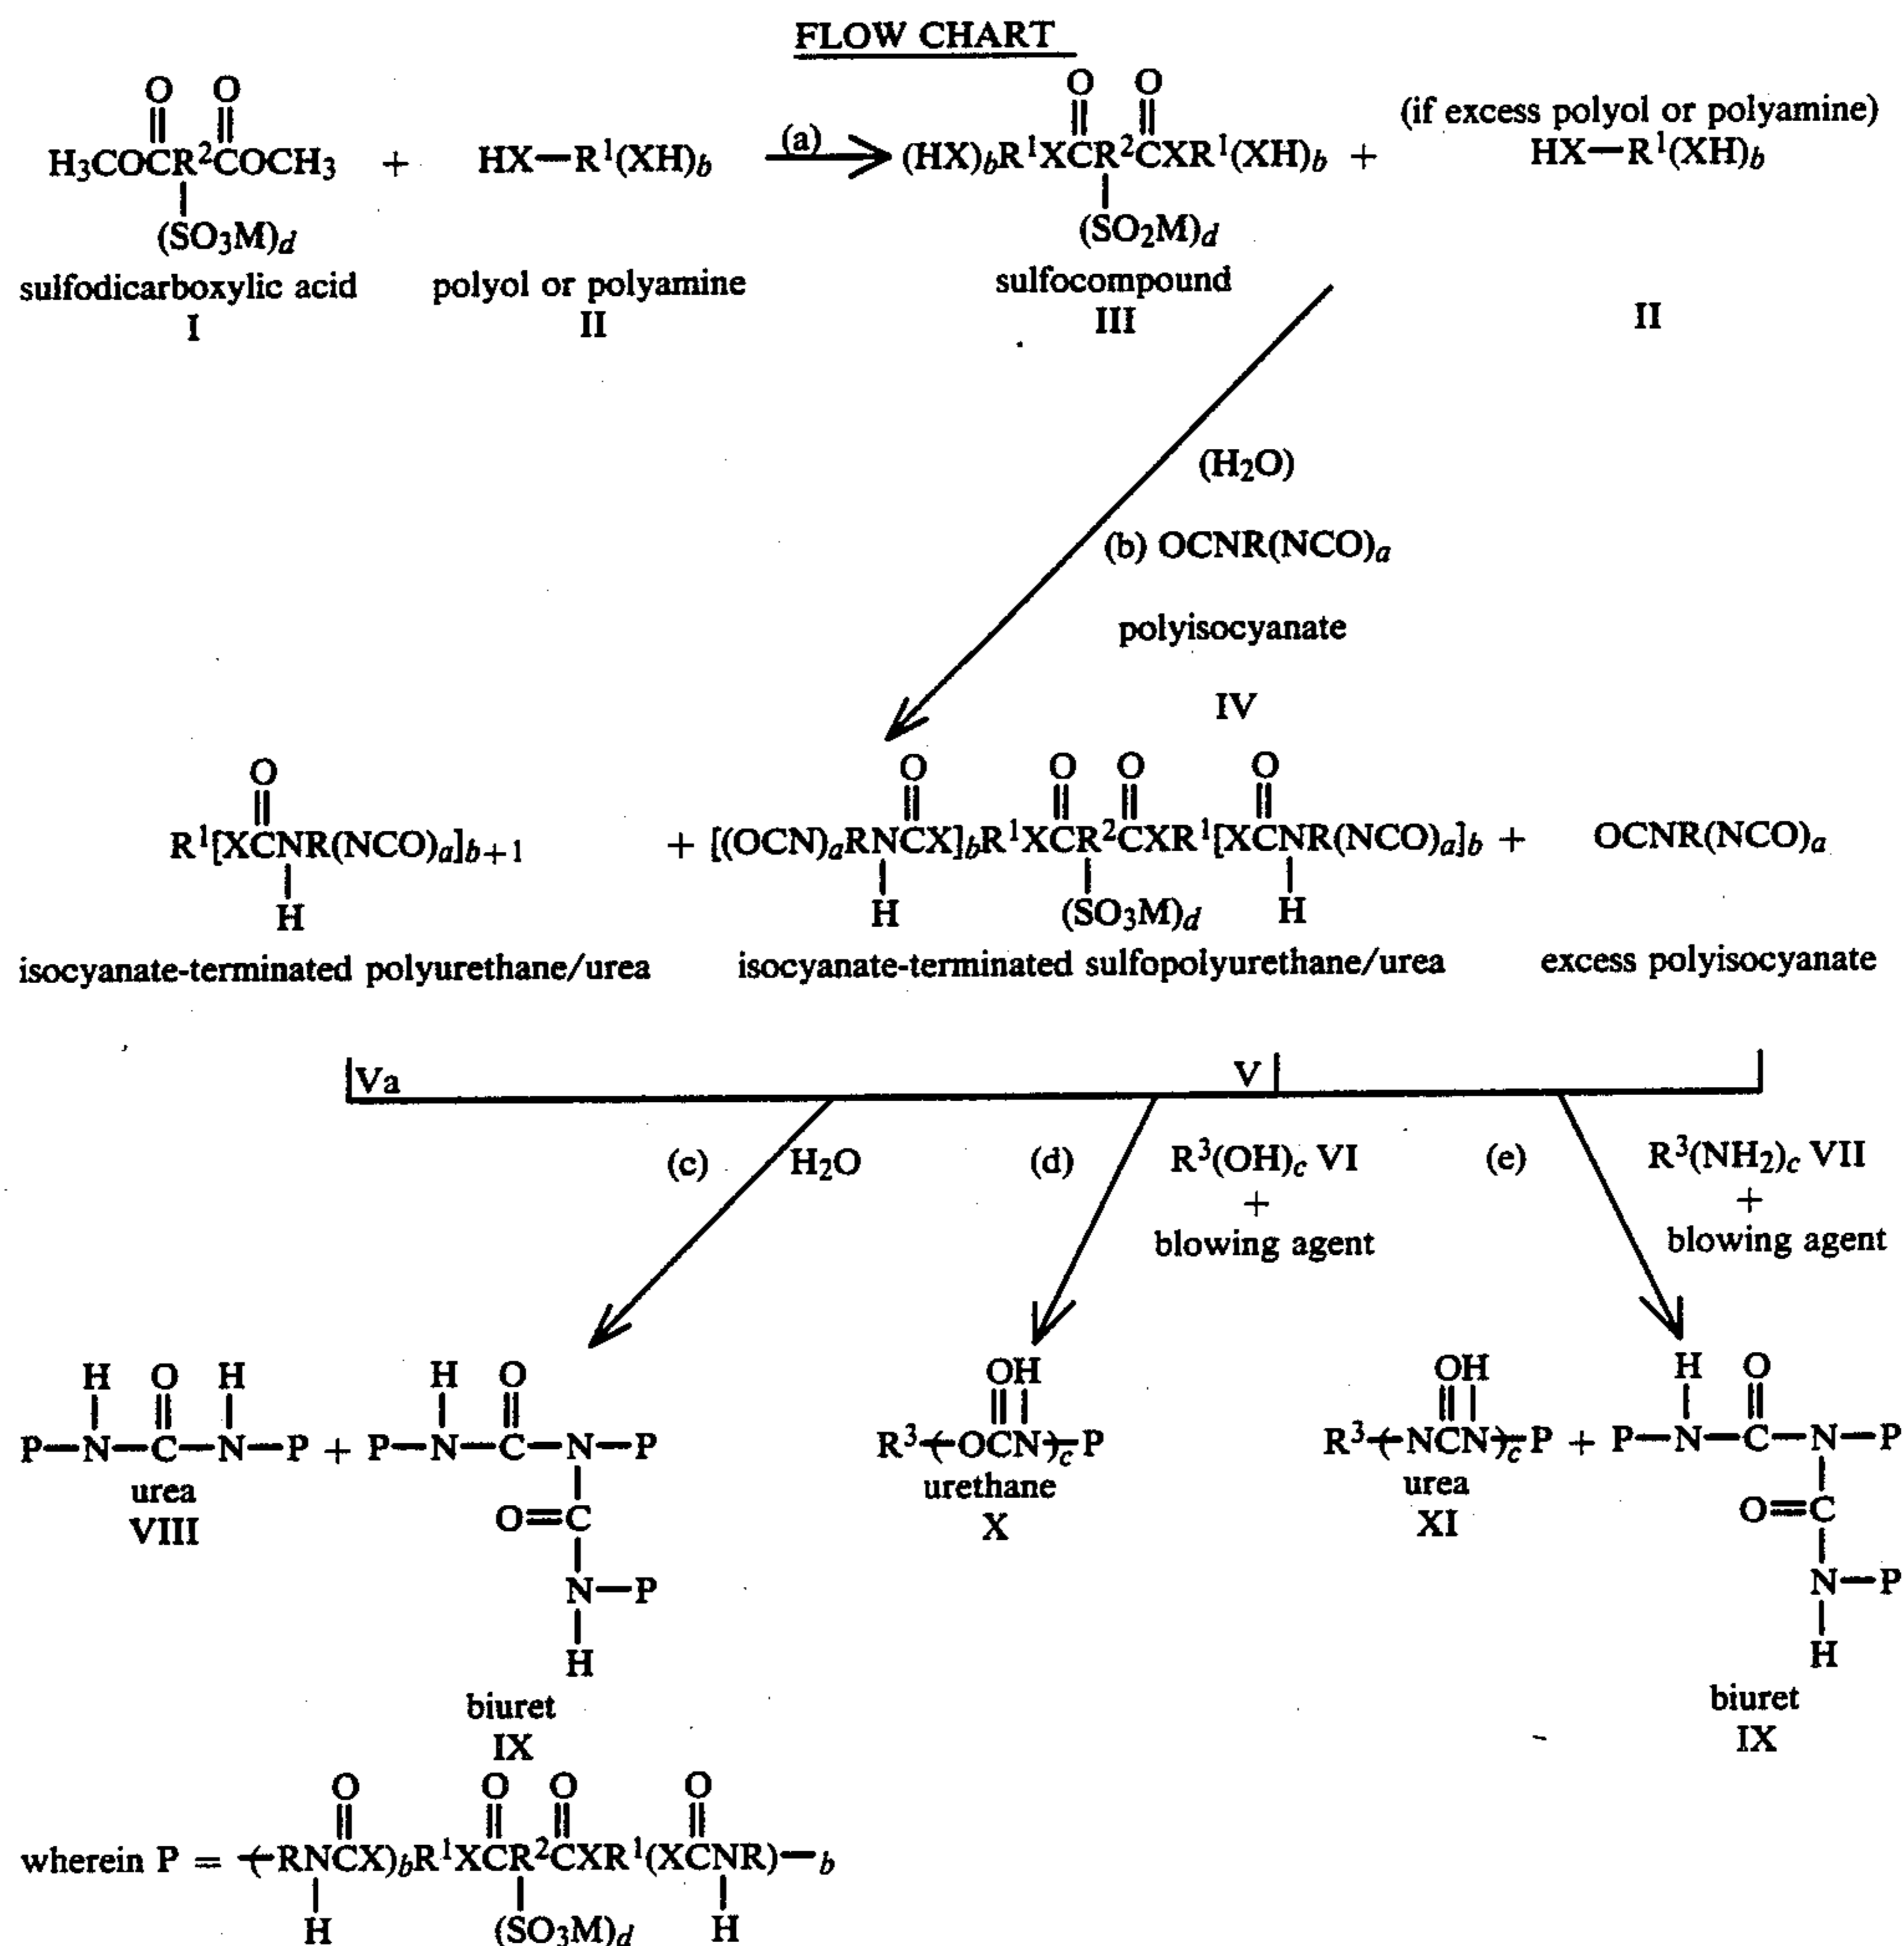 FLOW CHART
O O
H₃COCR²COCH₃ + HX—R¹(XH)b
(SO₃M)d
sulfodicarboxylic acid
I
polyol or polyamine
II
(a)
O O
(HX)bR¹XCR²CXR¹(XH)b +
(SO₂M)d
sulfocompound
III
(if excess polyol or polyamine)
HX—R¹(XH)b
II
(H₂O)
(b) OCNR(NCO)a
polyisocyanate
IV
O
R¹[XCNR(NCO)a]b+1
H
isocyanate-terminated polyurethane/urea
O O O O
+ [(OCN)aRNCX]bR¹XCR²CXR¹[XCNR(NCO)a]b +
H (SO₃M)d H
isocyanate-terminated sulfopolyurethane/urea
OCNR(NCO)a
excess polyisocyanate
Va V
(c) H₂O
(d) R³(OH)c VI
+
blowing agent
(e) R³(NH₂)c VII
+
blowing agent
H O H
P—N—C—N—P +
urea
VIII
H O
P—N—C—N—P
O=C
N—P
H
biuret
IX
OH
R³-(-OCN-)c-P
urethane
X
OH
R³-(-NCN-)c-P +
urea
XI
H O
P—N—C—N—P
O=C
N—P
H
biuret
IX
O O O O
wherein P = -(-RNCX)bR¹XCR²CXR¹(XCNR)—b
H (SO₃M)d H